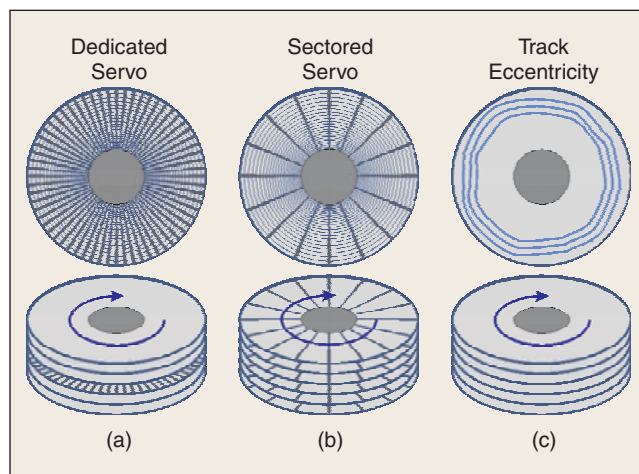 Dedicated
Servo
Sectored
Servo
Track
Eccentricity
(a)
(b)
(c)